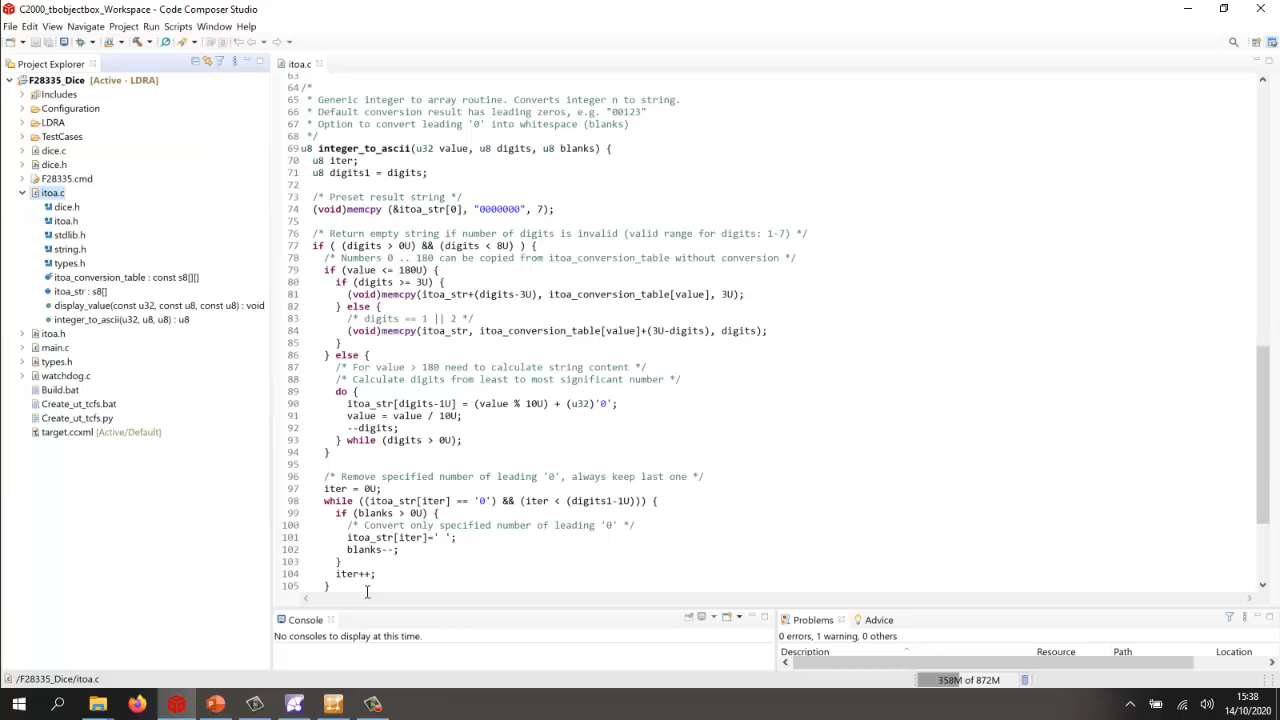 C2000_tbobjectbox_Workspace - Code Composer Studio
File Edit View Navigate Project Run Scripts Window Help
Project Explorer
F28335_Dice [Active - LDRA]
Includes
Configuration
LDRA
TestCases
dice.c
dice.h
F28335.cmd
itoa.c
dice.h
itoa.h
stdlib.h
string.h
types.h
itoa_conversion_table : const s8[][]
itoa_str : s8[]
display_value(const u32, const u8, const u8) : void
integer_to_ascii(u32, u8, u8) : u8
itoa.h
main.c
types.h
watchdog.c
Build.bat
Create_ut_tcfs.bat
Create_ut_tcfs.py
target.ccxml [Active/Default]
itoa.c
63
64 /*
65 * Generic integer to array routine. Converts integer n to string.
66 * Default conversion result has leading zeros, e.g. "00123"
67 * Option to convert leading '0' into whitespace (blanks)
68 */
69 u8 integer_to_ascii(u32 value, u8 digits, u8 blanks) {
70 u8 iter;
71 u8 digits1 = digits;
72
73 /* Preset result string */
74 (void)memcpy (&itoa_str[0], "0000000", 7);
75
76 /* Return empty string if number of digits is invalid (valid range for digits: 1-7) */
77 if ( (digits > 0U) && (digits < 8U) ) {
78 /* Numbers 0 .. 180 can be copied from itoa_conversion_table without conversion */
79 if (value <= 180U) {
80 if (digits >= 3U) {
81 (void)memcpy(itoa_str+(digits-3U), itoa_conversion_table[value], 3U);
82 } else {
83 /* digits == 1 || 2 */
84 (void)memcpy(itoa_str, itoa_conversion_table[value]+(3U-digits), digits);
85 }
86 } else {
87 /* For value > 180 need to calculate string content */
88 /* Calculate digits from least to most significant number */
89 do {
90 itoa_str[digits-1U] = (value % 10U) + (u32)'0';
91 value = value / 10U;
92 --digits;
93 } while (digits > 0U);
94 }
95
96 /* Remove specified number of leading '0', always keep last one */
97 iter = 0U;
98 while ((itoa_str[iter] == '0') && (iter < (digits1-1U))) {
99 if (blanks > 0U) {
100 /* Convert only specified number of leading '0' */
101 itoa_str[iter]=' ';
102 blanks--;
103 }
104 iter++;
105 }
Console
No consoles to display at this time.
Problems Advice
0 errors, 1 warning, 0 others
Description Resource Path Location
/F28335_Dice/itoa.c
358M of 872M
15:38
14/10/2020